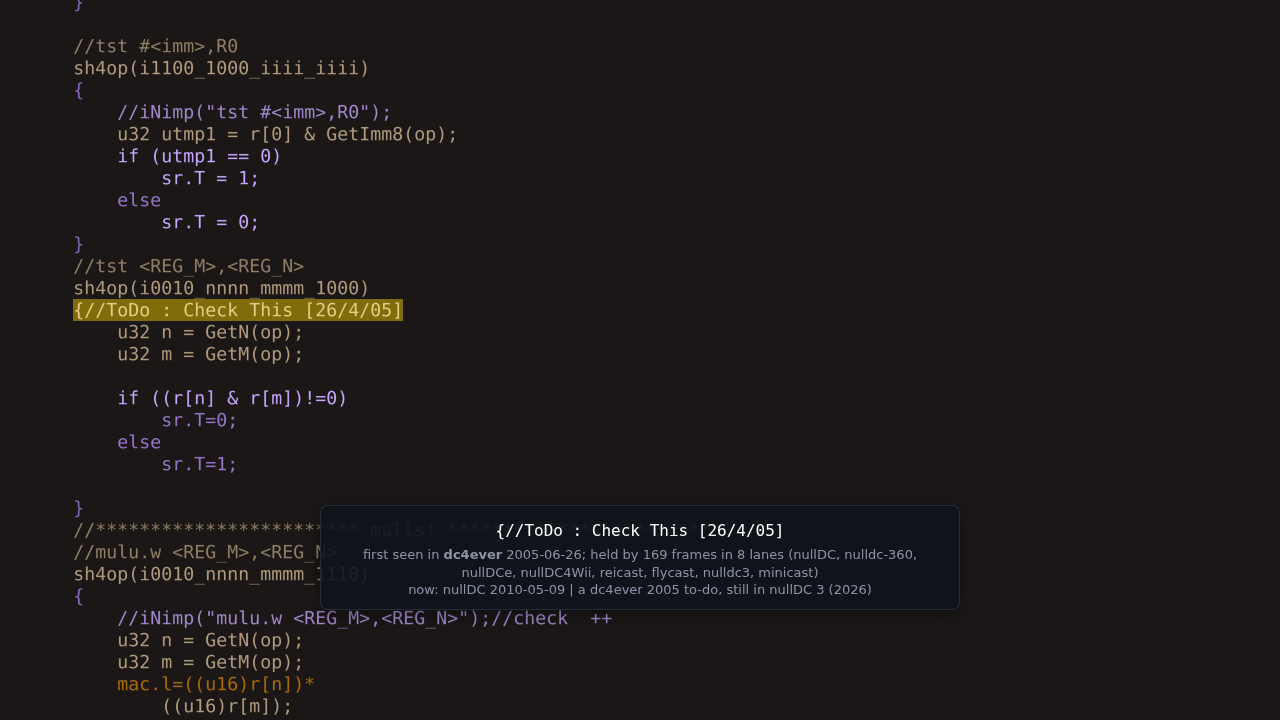 }
//tst #<imm>,R0
sh4op(i1100_1000_iiii_iiii)
{
//iNimp("tst #<imm>,R0");
u32 utmp1 = r[0] & GetImm8(op);
if (utmp1 == 0)
sr.T = 1;
else
sr.T = 0;
}
//tst <REG_M>,<REG_N>
sh4op(i0010_nnnn_mmmm_1000)
{//ToDo : Check This [26/4/05]
u32 n = GetN(op);
u32 m = GetM(op);
if ((r[n] & r[m])!=0)
sr.T=0;
else
sr.T=1;
}
//************************ mulls! ***
{//ToDo : Check This [26/4/05]
first seen in dc4ever 2005-06-26; held by 169 frames in 8 lanes (nullDC, nulldc-360,
nullDCe, nullDC4Wii, reicast, flycast, nulldc3, minicast)
now: nullDC 2010-05-09 | a dc4ever 2005 to-do, still in nullDC 3 (2026)
//mulu.w <REG_M>,<REG_N>
sh4op(i0010_nnnn_mmmm_1110)
{
//iNimp("mulu.w <REG_M>,<REG_N>");//check  ++
u32 n = GetN(op);
u32 m = GetM(op);
mac.l=((u16)r[n])*
((u16)r[m]);